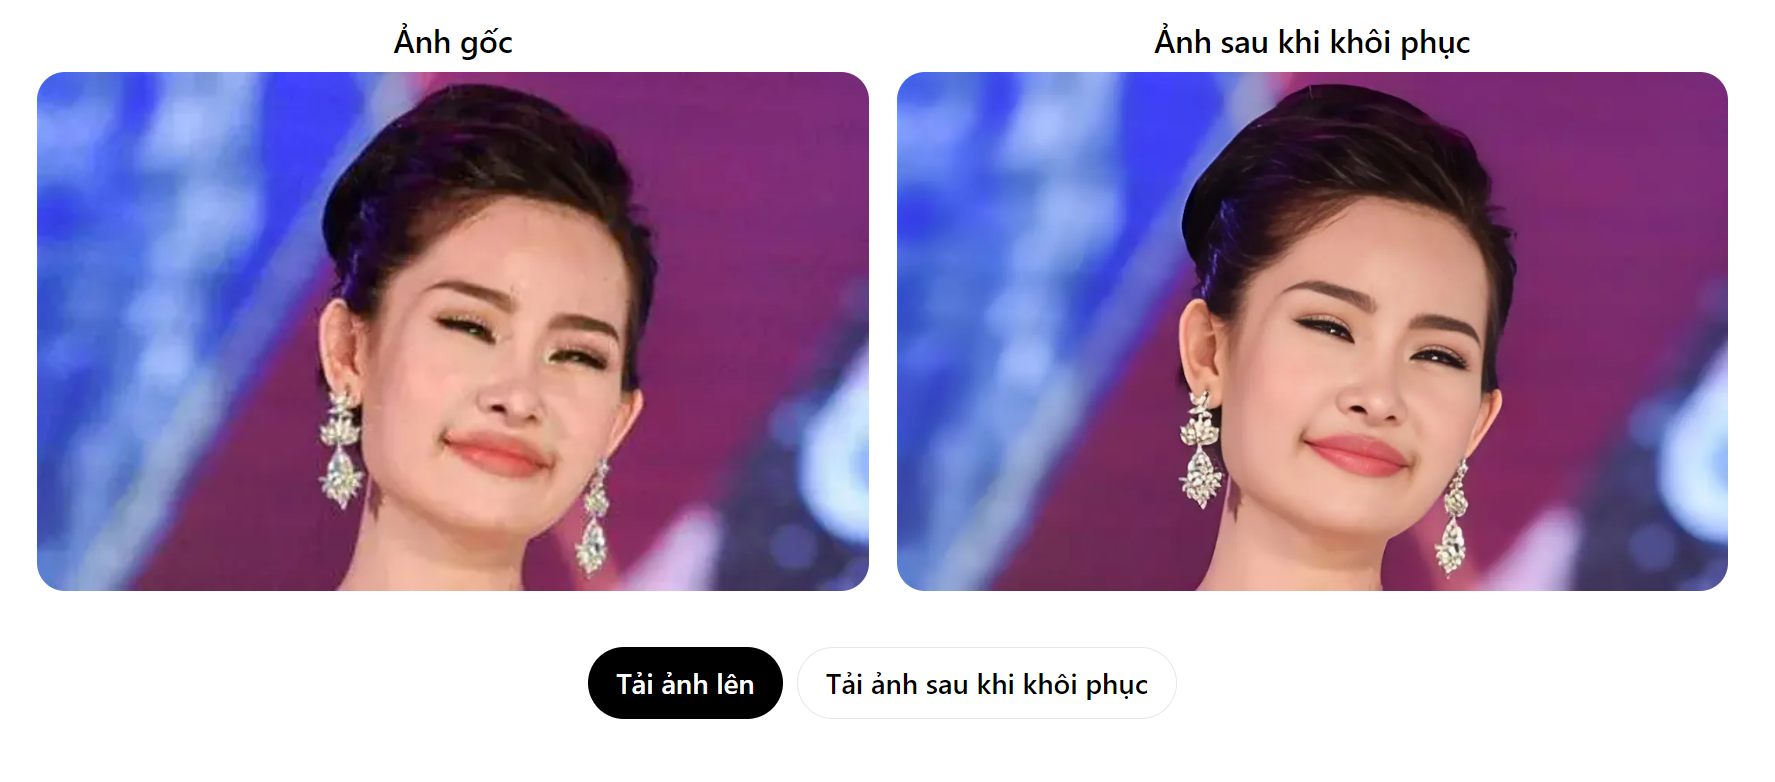 Ảnh gốc
Ảnh sau khi khôi phục
Tải ảnh lên
Tải ảnh sau khi khôi phục